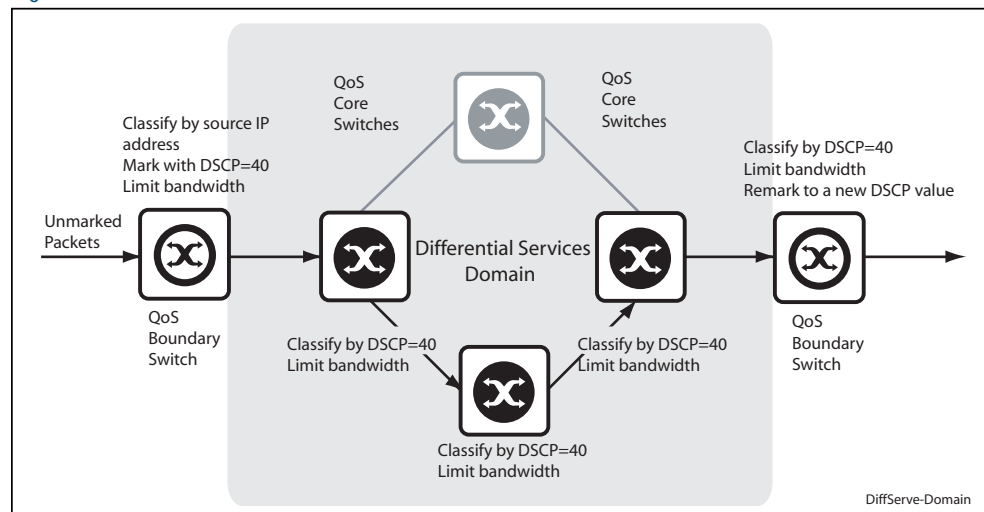 QoS
Core
Switches
QoS
Core
Switches
Classify by source IP
address
Mark with DSCP=40
Limit bandwidth
Classify by DSCP=40
Limit bandwidth
Remark to a new DSCP value
Unmarked
Packets
Differential Services
Domain
QoS
Boundary
Switch
Classify by DSCP=40
Limit bandwidth
Classify by DSCP=40
Limit bandwidth
QoS
Boundary
Switch
Classify by DSCP=40
Limit bandwidth
DiffServe-Domain